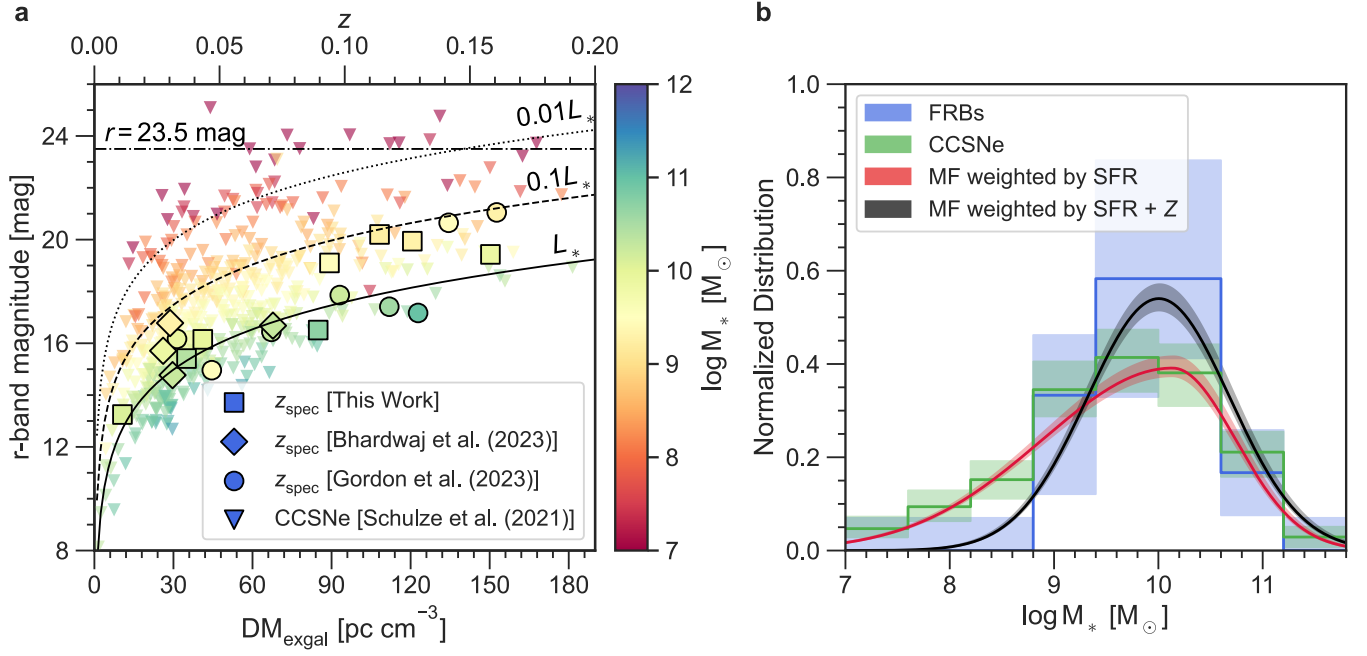 a
z
0.00 0.05 0.10 0.15 0.20
r-band magnitude [mag]
24
20
16
12
8
r = 23.5 mag
0.01L*
0.1L*
L*
z_spec [This Work]
z_spec [Bhardwaj et al. (2023)]
z_spec [Gordon et al. (2023)]
CCSNe [Schulze et al. (2021)]
0 30 60 90 120 150 180
DM_exgal [pc cm⁻³]
12
11
10
9
8
7
log M* [M⊙]
b
Normalized Distribution
1.0
0.8
0.6
0.4
0.2
0.0
FRBs
CCSNe
MF weighted by SFR
MF weighted by SFR + Z
7 8 9 10 11
log M* [M⊙]